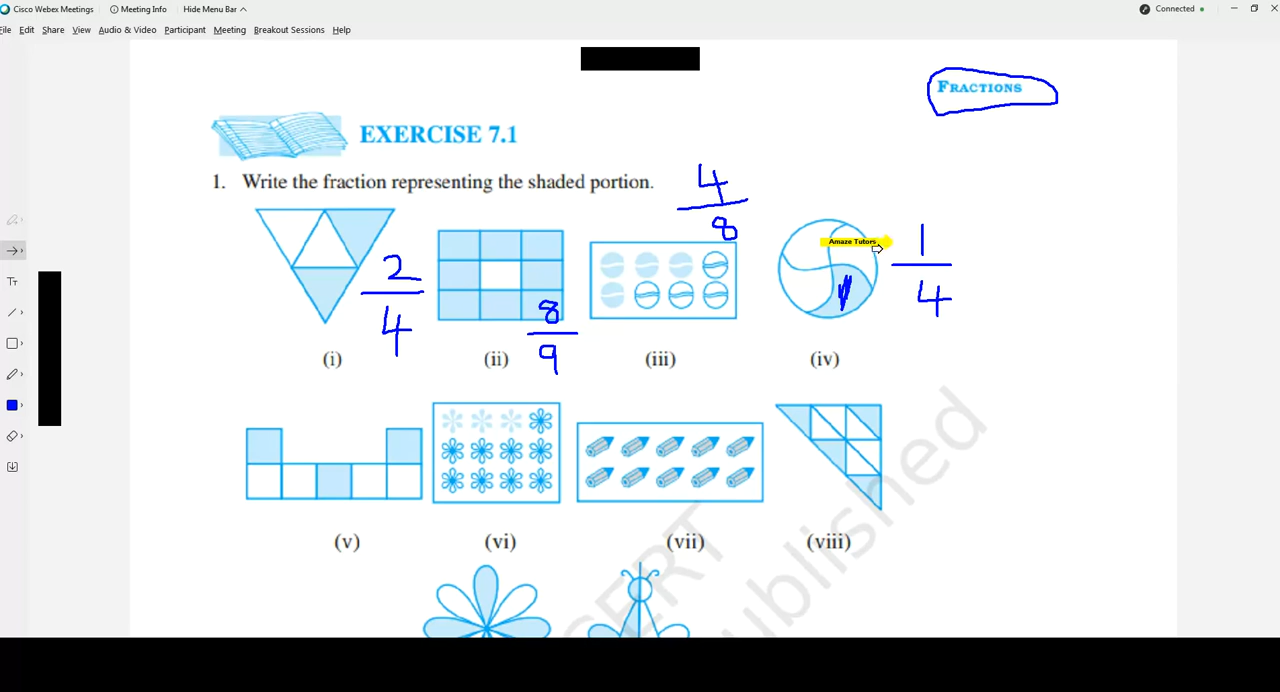 Cisco Webex Meetings Meeting Info Hide Menu Bar Connected
File Edit Share View Audio & Video Participant Meeting Breakout Sessions Help
FRACTIONS
EXERCISE 7.1
1. Write the fraction representing the shaded portion.
4
8
Amaze Tutors
1
4
2
4
8
9
Tт
(i) (ii) (iii) (iv)
(v) (vi) (vii) (viii)
ublished